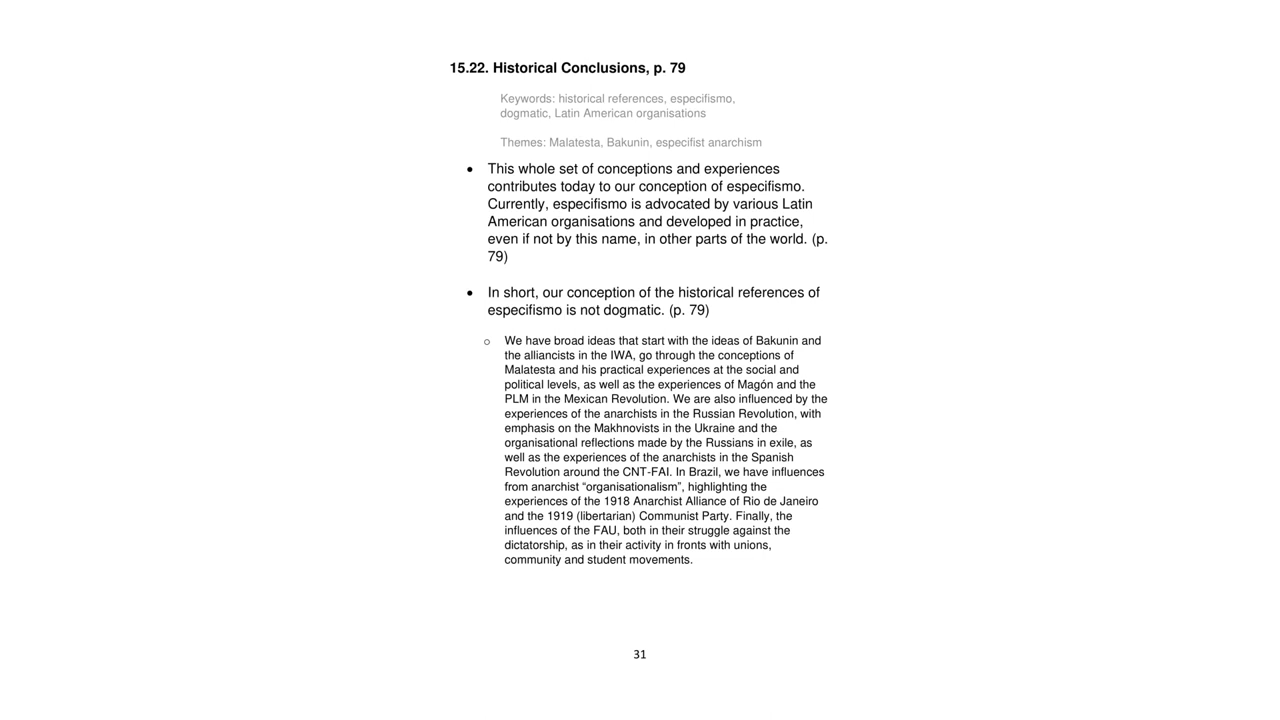 15.22. Historical Conclusions, p. 79
Keywords: historical references, especifismo,
dogmatic, Latin American organisations
Themes: Malatesta, Bakunin, especifist anarchism
• This whole set of conceptions and experiences
contributes today to our conception of especifismo.
Currently, especifismo is advocated by various Latin
American organisations and developed in practice,
even if not by this name, in other parts of the world. (p.
79)
• In short, our conception of the historical references of
especifismo is not dogmatic. (p. 79)
o We have broad ideas that start with the ideas of Bakunin and
the alliancists in the IWA, go through the conceptions of
Malatesta and his practical experiences at the social and
political levels, as well as the experiences of Magón and the
PLM in the Mexican Revolution. We are also influenced by the
experiences of the anarchists in the Russian Revolution, with
emphasis on the Makhnovists in the Ukraine and the
organisational reflections made by the Russians in exile, as
well as the experiences of the anarchists in the Spanish
Revolution around the CNT-FAI. In Brazil, we have influences
from anarchist “organisationalism”, highlighting the
experiences of the 1918 Anarchist Alliance of Rio de Janeiro
and the 1919 (libertarian) Communist Party. Finally, the
influences of the FAU, both in their struggle against the
dictatorship, as in their activity in fronts with unions,
community and student movements.
31